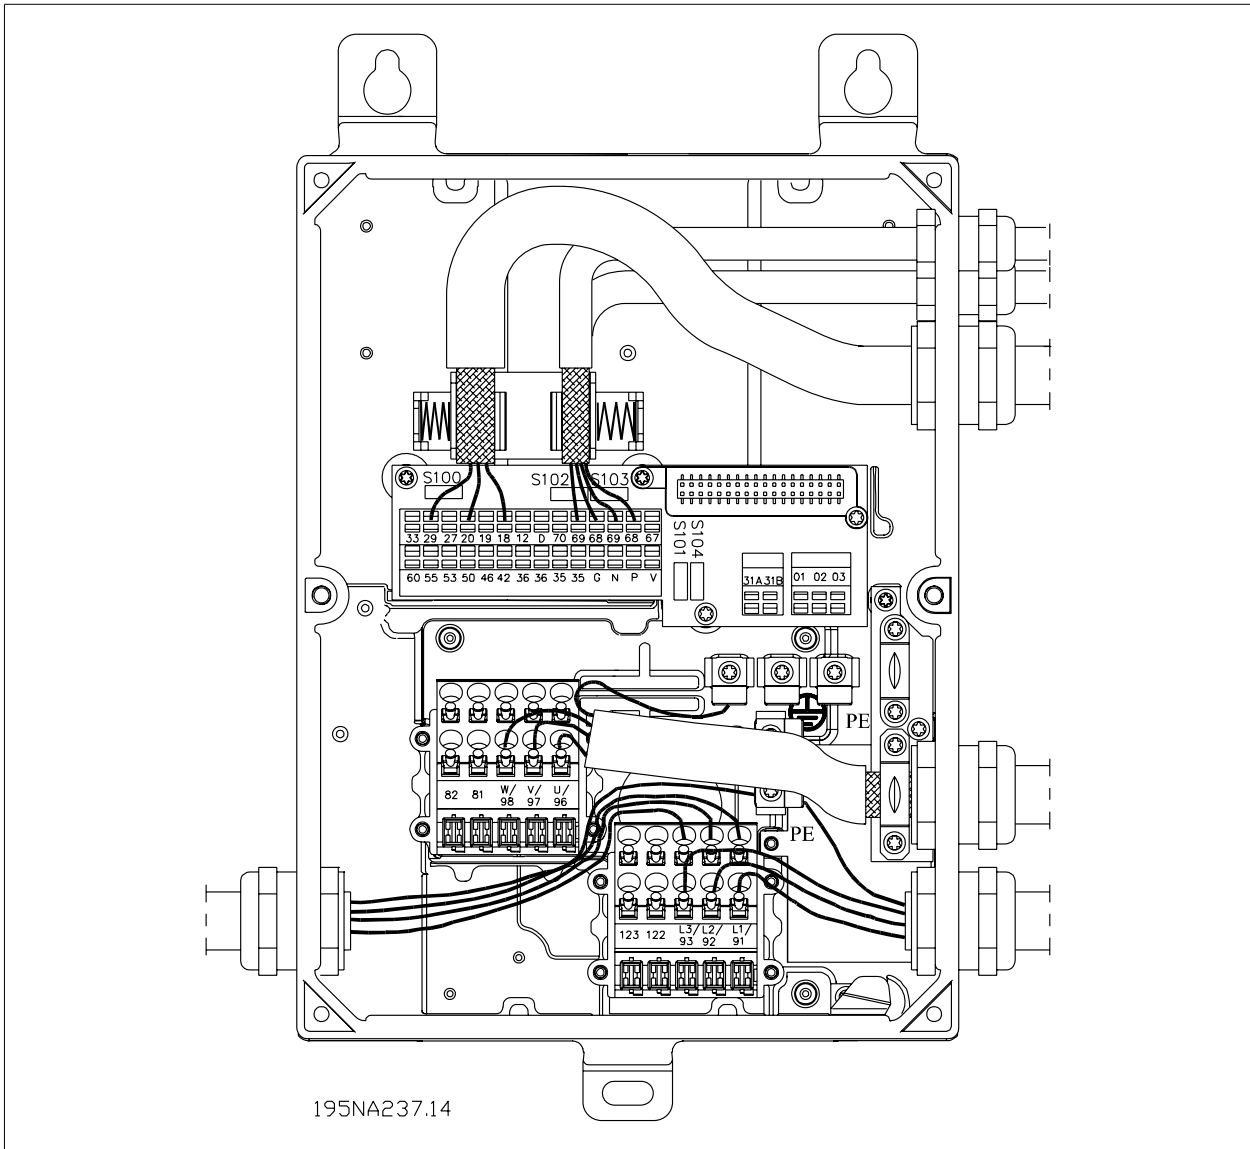 S100
S102
S103
33 29 27 20 19 18 12 D 70 69 68 69 68 67
60 55 53 50 46 42 36 36 35 35 G N P V
S101
S104
31A 31B
01 02 03
PE
82 81 W/ V/ U/
98 97 96
PE
123 122 L3/ L2/ L1/
93 92 91
195NA237.14